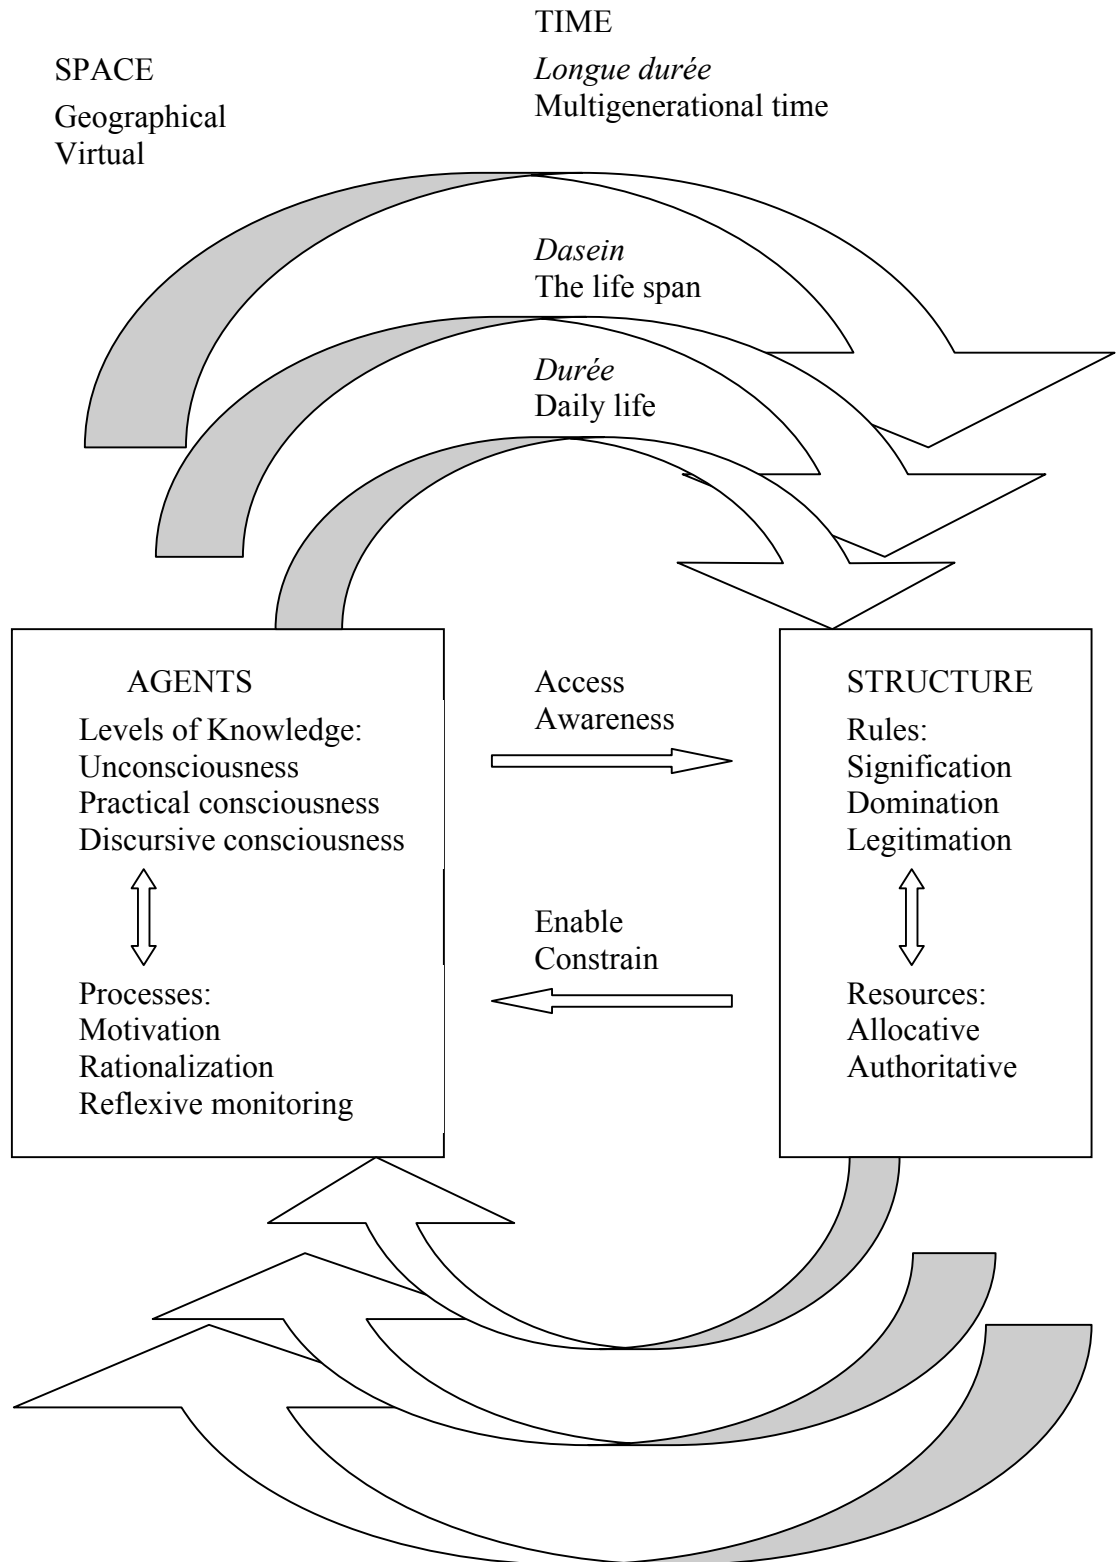 TIME
Longue durée
Multigenerational time
SPACE
Geographical
Virtual
Dasein
The life span
Durée
Daily life
AGENTS
Levels of Knowledge:
Unconsciousness
Practical consciousness
Discursive consciousness
Processes:
Motivation
Rationalization
Reflexive monitoring
Access
Awareness
Enable
Constrain
STRUCTURE
Rules:
Signification
Domination
Legitimation
Resources:
Allocative
Authoritative